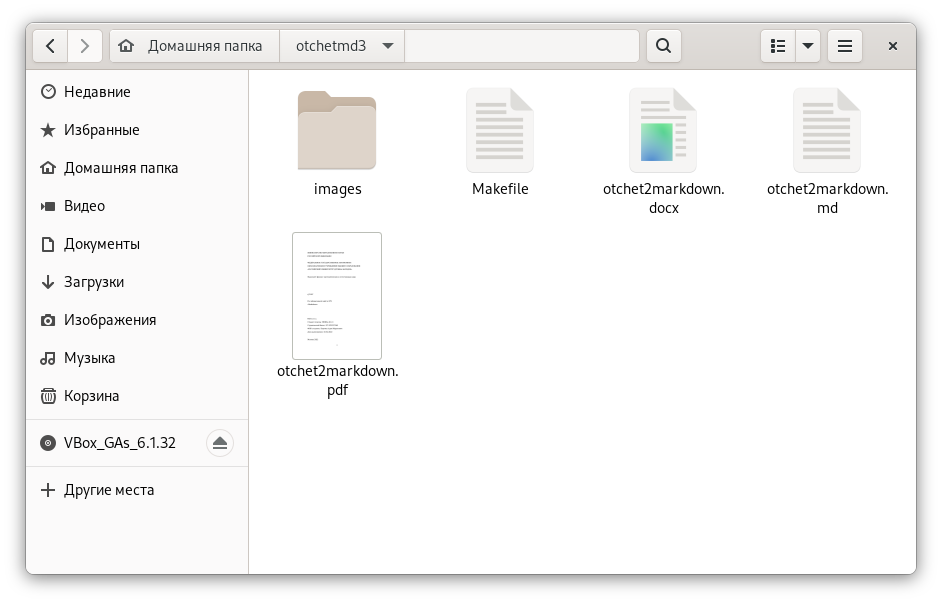 Домашняя папка
otchetmd3
Недавние
Избранные
Домашняя папка
Видео
Документы
Загрузки
Изображения
Музыка
Корзина
VBox_GAs_6.1.32
Другие места
images
Makefile
otchet2markdown.
docx
otchet2markdown.
md
otchet2markdown.
pdf